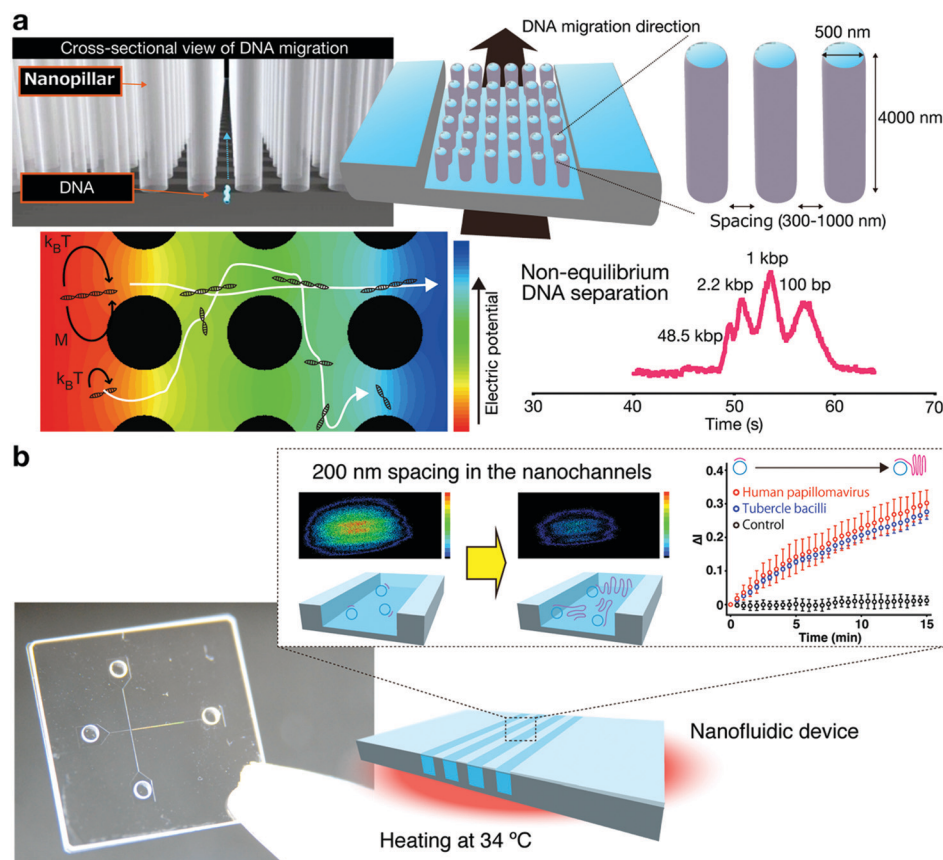 a
Cross-sectional view of DNA migration
Nanopillar
DNA
DNA migration direction
500 nm
4000 nm
Spacing (300-1000 nm)
kBT
M
kBT
Electric potential
Non-equilibrium
DNA separation
1 kbp
2.2 kbp
100 bp
48.5 kbp
30 40 50 60 70
Time (s)
b
200 nm spacing in the nanochannels
0.4
0.3
0.2
0.1
0
ΔI
Human papillomavirus
Tubercle bacilli
Control
0 5 10 15
Time (min)
Nanofluidic device
Heating at 34 ºC